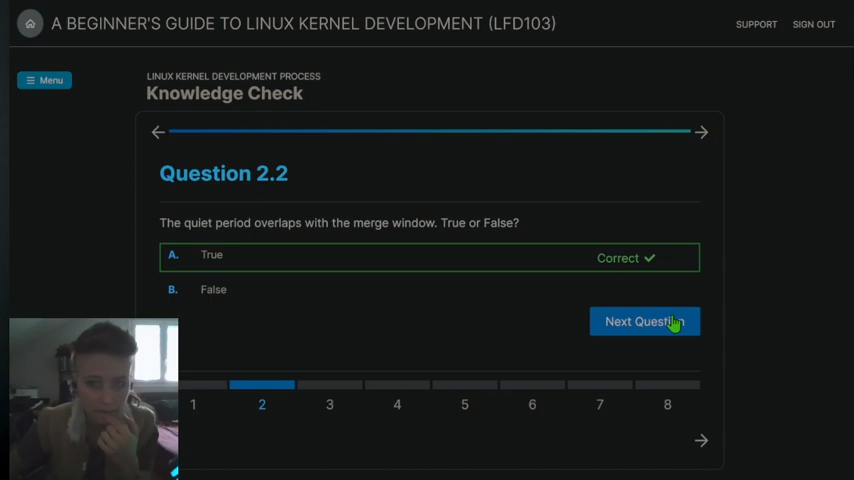 A BEGINNER'S GUIDE TO LINUX KERNEL DEVELOPMENT (LFD103)
SUPPORT
SIGN OUT
Menu
LINUX KERNEL DEVELOPMENT PROCESS
Knowledge Check
Question 2.2
The quiet period overlaps with the merge window. True or False?
A. True
Correct
B. False
Next Question
1 2 3 4 5 6 7 8